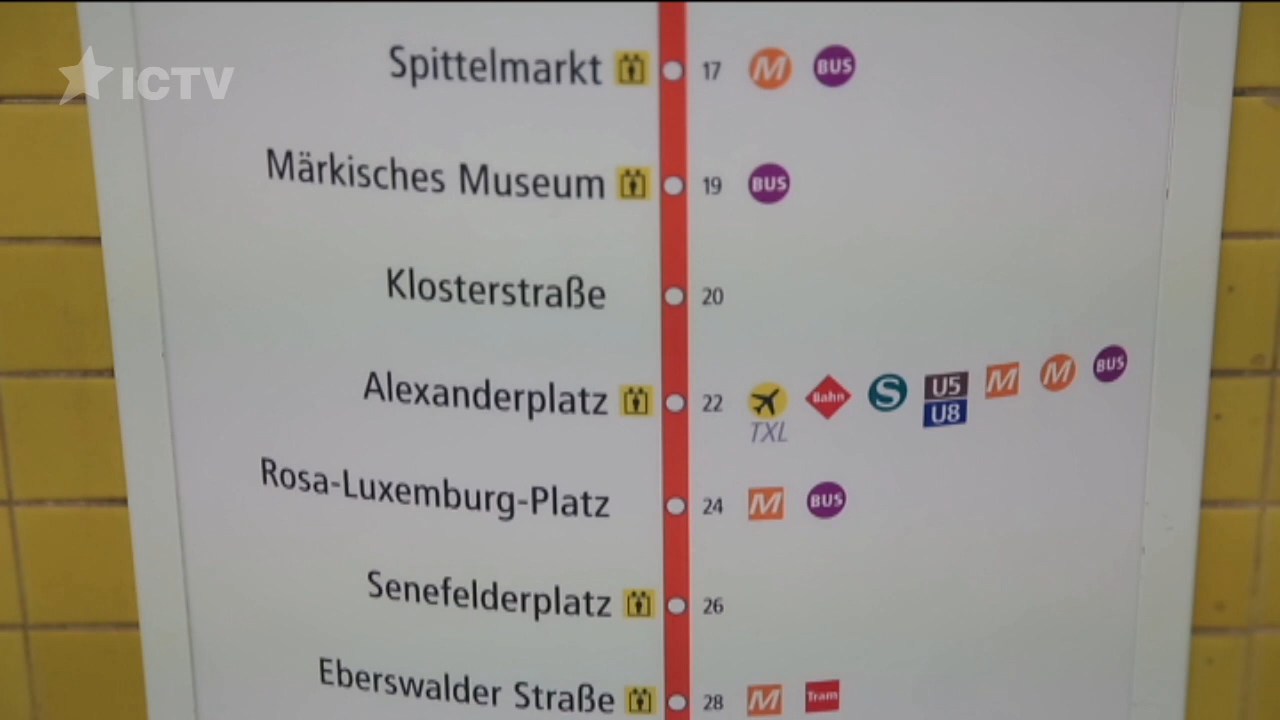 ICTV
Spittelmarkt 17 M BUS
Märkisches Museum 19 BUS
Klosterstraße 20
Alexanderplatz 22 TXL Bahn S U5 U8 M M BUS
Rosa-Luxemburg-Platz 24 M BUS
Senefelderplatz 26
Eberswalder Straße 28 M Tram